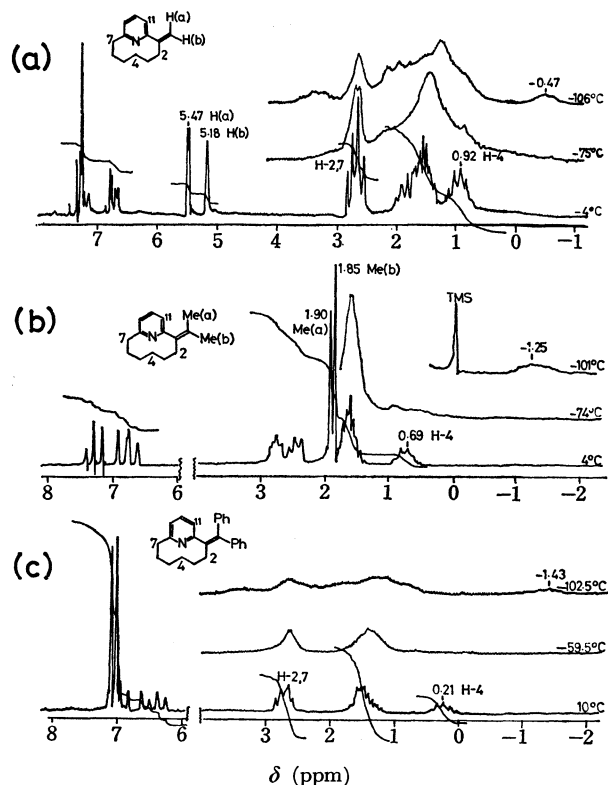 (a)
11
H(a)
H(b)
7
N
4
2
5.47 H(a)
5.18 H(b)
H-2,7
0.92 H-4
-0.47
-106°C
-75°C
-4°C
7 6 5 4 3 2 1 0 -1
(b)
11
Me(a)
Me(b)
7
N
4
2
1.85 Me(b)
1.90
Me(a)
TMS
-1.25
-101°C
-74°C
0.69 H-4
4°C
8 7 6 3 2 1 0 -1 -2
(c)
11
Ph
Ph
7
N
4
2
-1.43
-102.5°C
-59.5°C
H-2,7
0.21 H-4
10°C
8 7 6 3 2 1 0 -1 -2
δ (ppm)